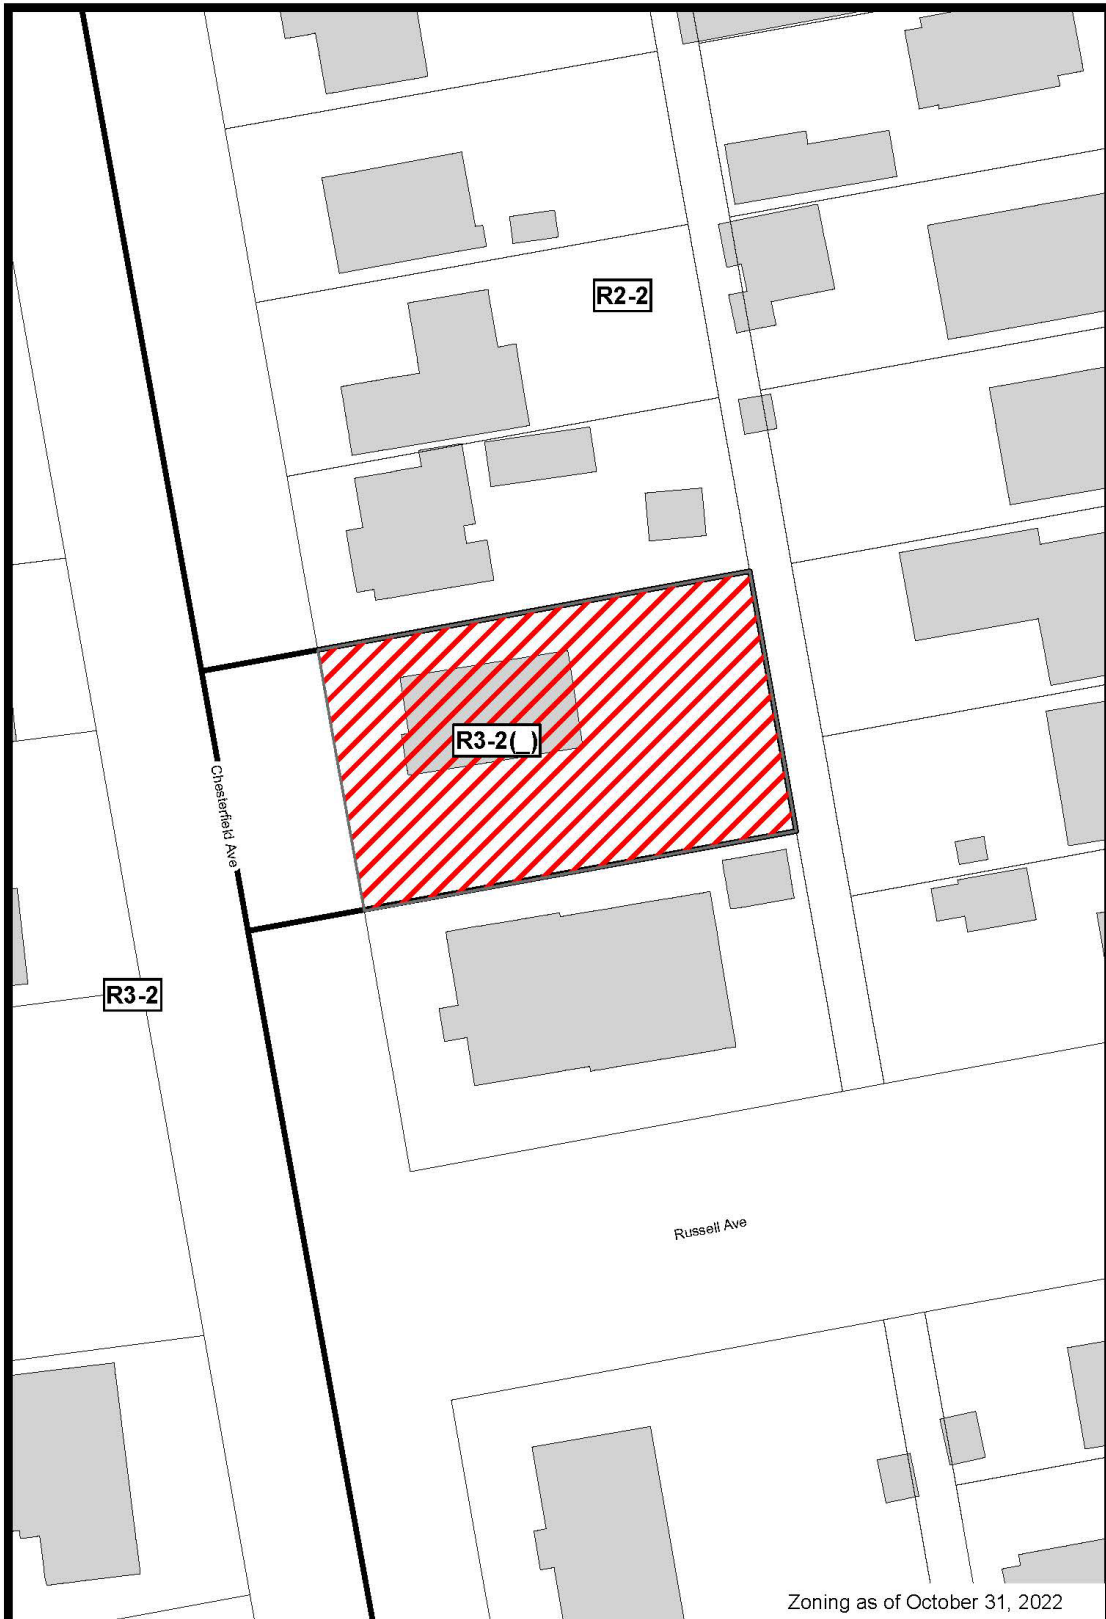 R2-2
R3-2(_)
Chesterfield Ave
R3-2
Russell Ave
Zoning as of October 31, 2022